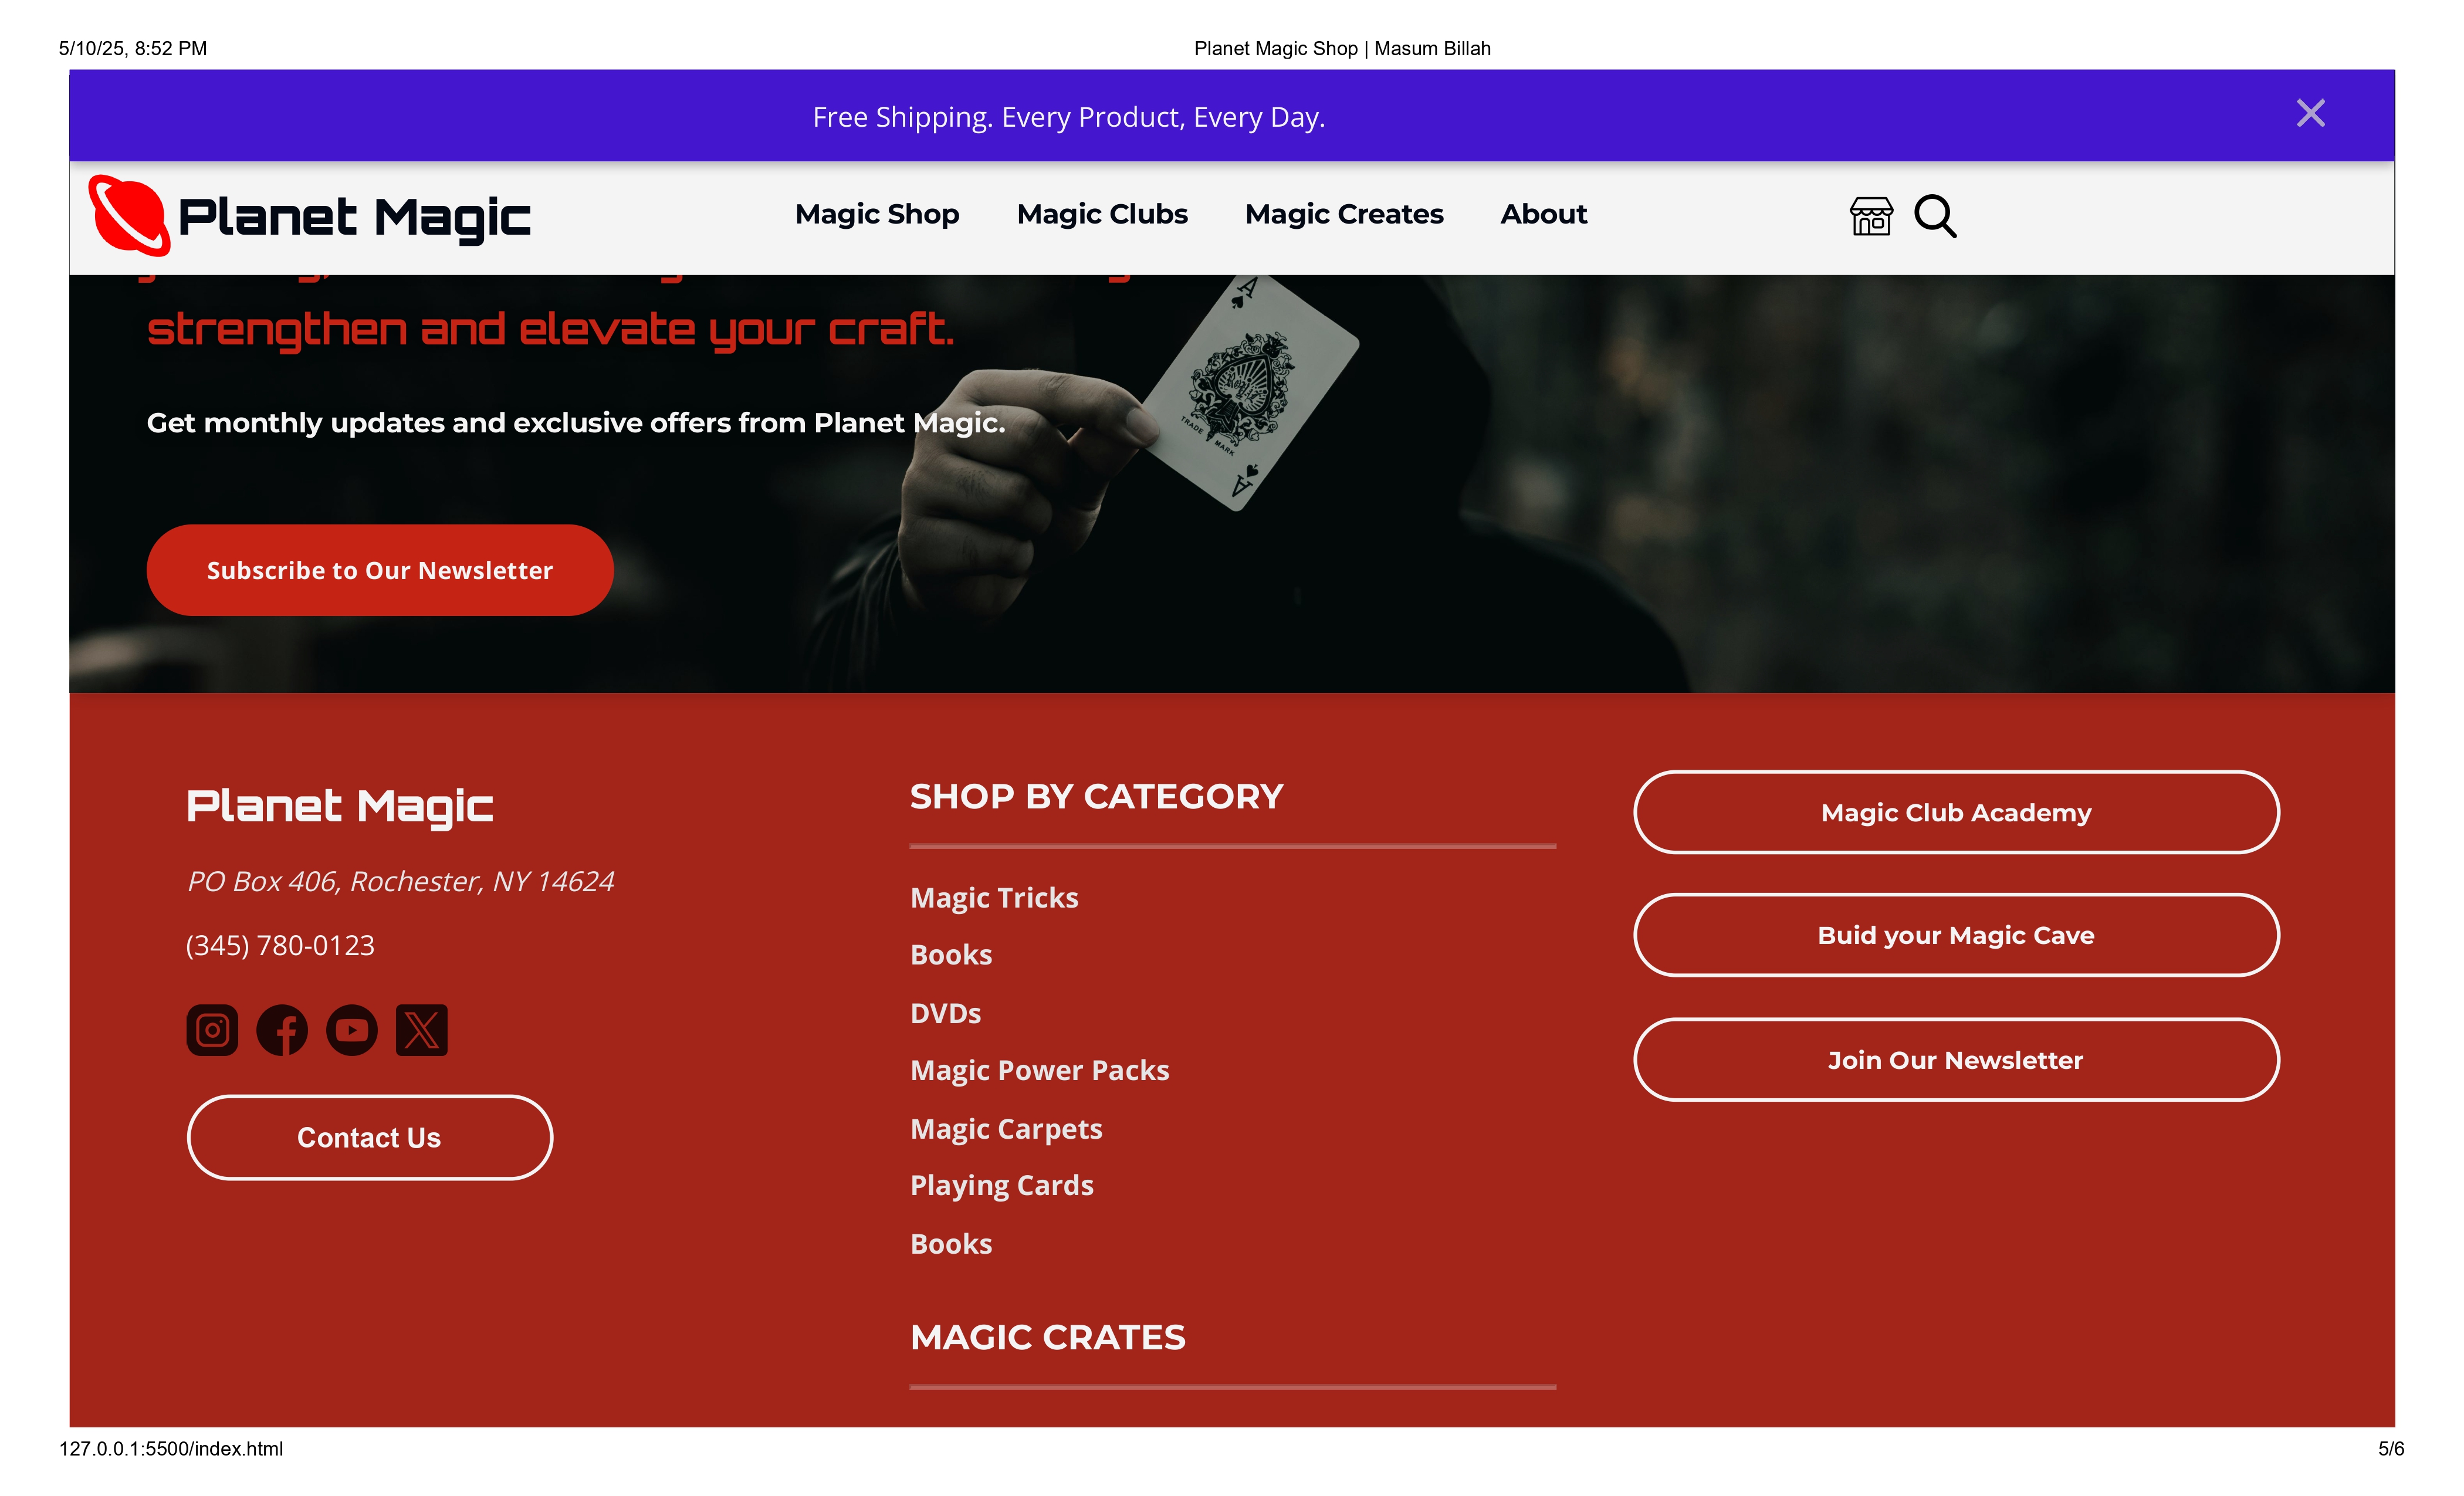 5/10/25, 8:52 PM
Planet Magic Shop | Masum Billah
Free Shipping. Every Product, Every Day.
Planet Magic
Magic Shop
Magic Clubs
Magic Creates
About
strengthen and elevate your craft.
A
TRADE MARK
A
Get monthly updates and exclusive offers from Planet Magic.
Subscribe to Our Newsletter
Planet Magic
PO Box 406, Rochester, NY 14624
(345) 780-0123
Contact Us
SHOP BY CATEGORY
Magic Tricks
Books
DVDs
Magic Power Packs
Magic Carpets
Playing Cards
Books
MAGIC CRATES
Magic Club Academy
Buid your Magic Cave
Join Our Newsletter
127.0.0.1:5500/index.html
5/6